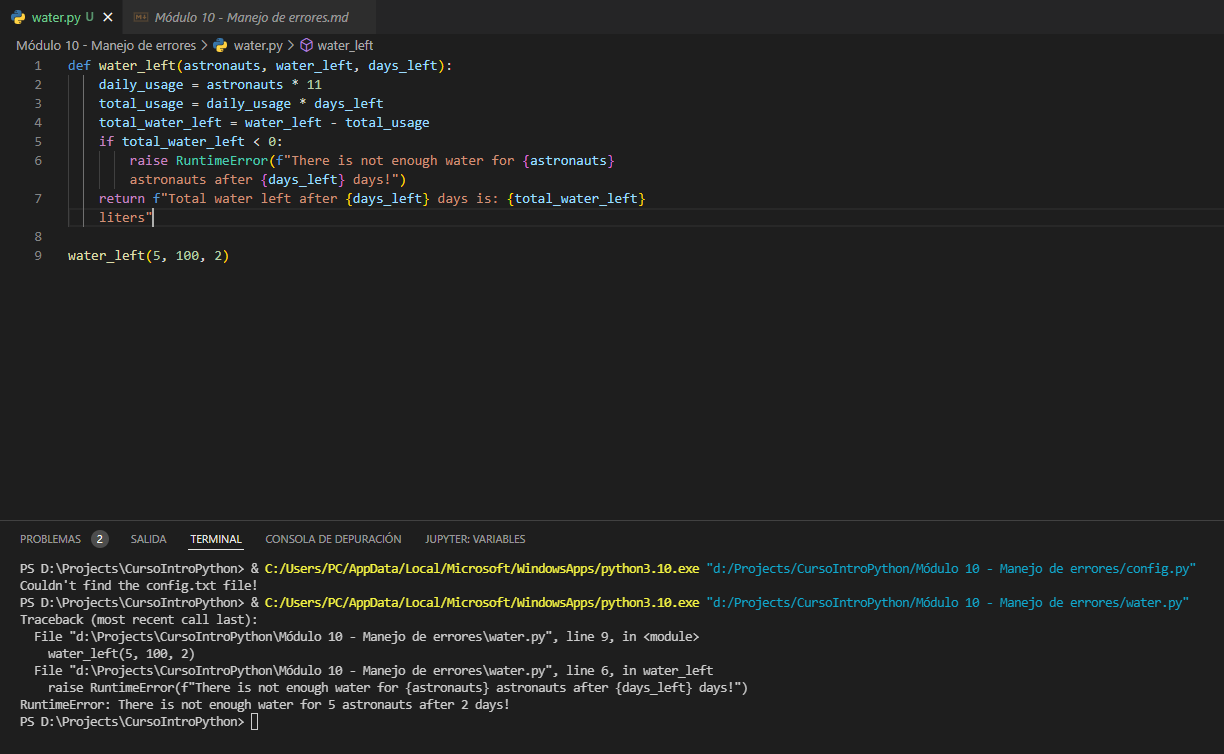 water.py U ×
Módulo 10 - Manejo de errores.md
Módulo 10 - Manejo de errores > water.py > water_left
1 def water_left(astronauts, water_left, days_left):
2 daily_usage = astronauts * 11
3 total_usage = daily_usage * days_left
4 total_water_left = water_left - total_usage
5 if total_water_left < 0:
6 raise RuntimeError(f"There is not enough water for {astronauts}
astronauts after {days_left} days!")
7 return f"Total water left after {days_left} days is: {total_water_left}
liters"
8
9 water_left(5, 100, 2)
PROBLEMAS 2 SALIDA TERMINAL CONSOLA DE DEPURACIÓN JUPYTER: VARIABLES
PS D:\Projects\CursoIntroPython> & C:/Users/PC/AppData/Local/Microsoft/WindowsApps/python3.10.exe "d:/Projects/CursoIntroPython/Módulo 10 - Manejo de errores/config.py"
Couldn't find the config.txt file!
PS D:\Projects\CursoIntroPython> & C:/Users/PC/AppData/Local/Microsoft/WindowsApps/python3.10.exe "d:/Projects/CursoIntroPython/Módulo 10 - Manejo de errores/water.py"
Traceback (most recent call last):
File "d:\Projects\CursoIntroPython\Módulo 10 - Manejo de errores\water.py", line 9, in <module>
water_left(5, 100, 2)
File "d:\Projects\CursoIntroPython\Módulo 10 - Manejo de errores\water.py", line 6, in water_left
raise RuntimeError(f"There is not enough water for {astronauts} astronauts after {days_left} days!")
RuntimeError: There is not enough water for 5 astronauts after 2 days!
PS D:\Projects\CursoIntroPython>